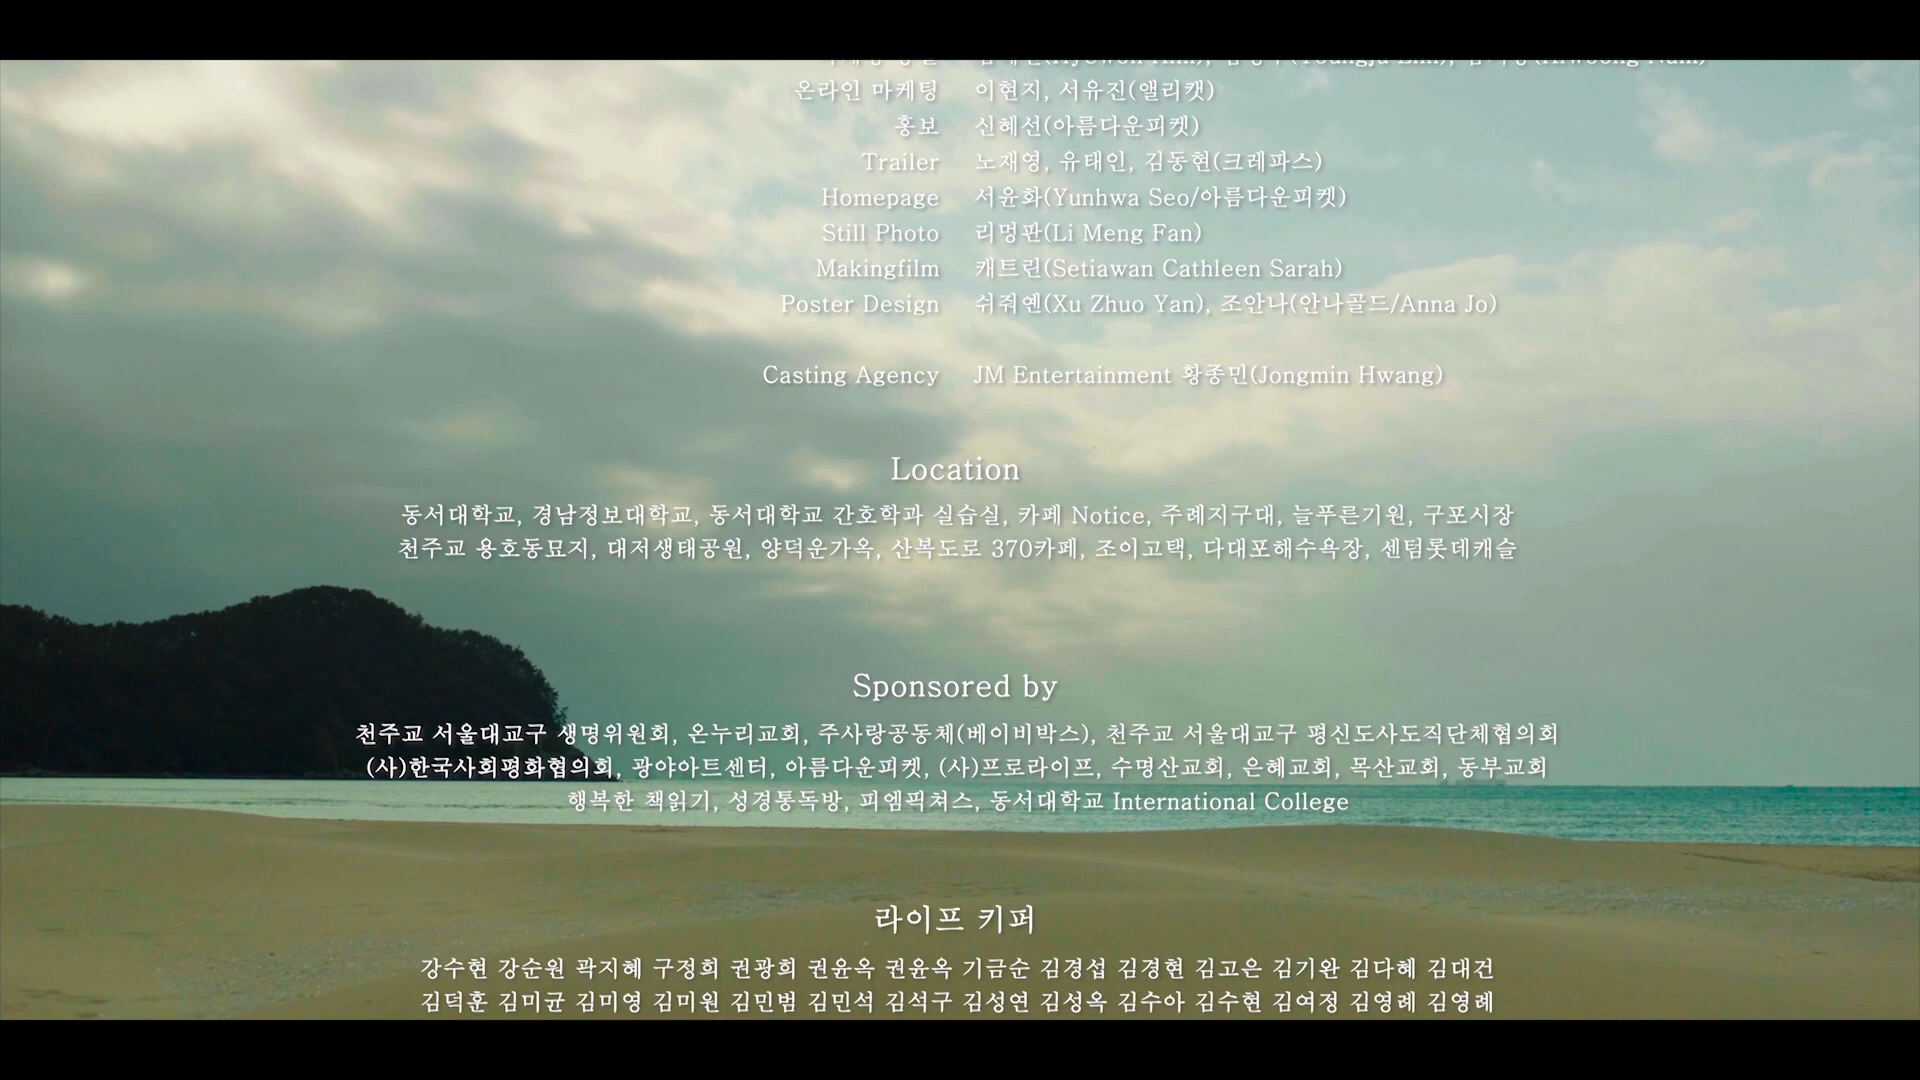 온라인 마케팅 이현지, 서유진(앨리캣)
홍보 신혜선(아름다운피켓)
Trailer 노재영, 유태인, 김동현(크레파스)
Homepage 서윤화(Yunhwa Seo/아름다운피켓)
Still Photo 리멍판(Li Meng Fan)
Makingfilm 캐트린(Setiawan Cathleen Sarah)
Poster Design 쉬줘옌(Xu Zhuo Yan), 조안나(안나골드/Anna Jo)
Casting Agency JM Entertainment 황종민(Jongmin Hwang)
Location
동서대학교, 경남정보대학교, 동서대학교 간호학과 실습실, 카페 Notice, 주례지구대, 늘푸른기원, 구포시장
천주교 용호동묘지, 대저생태공원, 양덕운가옥, 산복도로 370카페, 조이고택, 다대포해수욕장, 센텀롯데캐슬
Sponsored by
천주교 서울대교구 생명위원회, 온누리교회, 주사랑공동체(베이비박스), 천주교 서울대교구 평신도사도직단체협의회
(사)한국사회평화협의회, 광야아트센터, 아름다운피켓, (사)프로라이프, 수명산교회, 은혜교회, 목산교회, 동부교회
행복한 책읽기, 성경통독방, 피엠픽쳐스, 동서대학교 International College
라이프 키퍼
강수현 강순원 곽지혜 구정희 권광희 권윤옥 권윤옥 기금순 김경섭 김경현 김고은 김기완 김다혜 김대건
김덕훈 김미균 김미영 김미원 김민범 김민석 김석구 김성연 김성옥 김수아 김수현 김여정 김영례 김영례